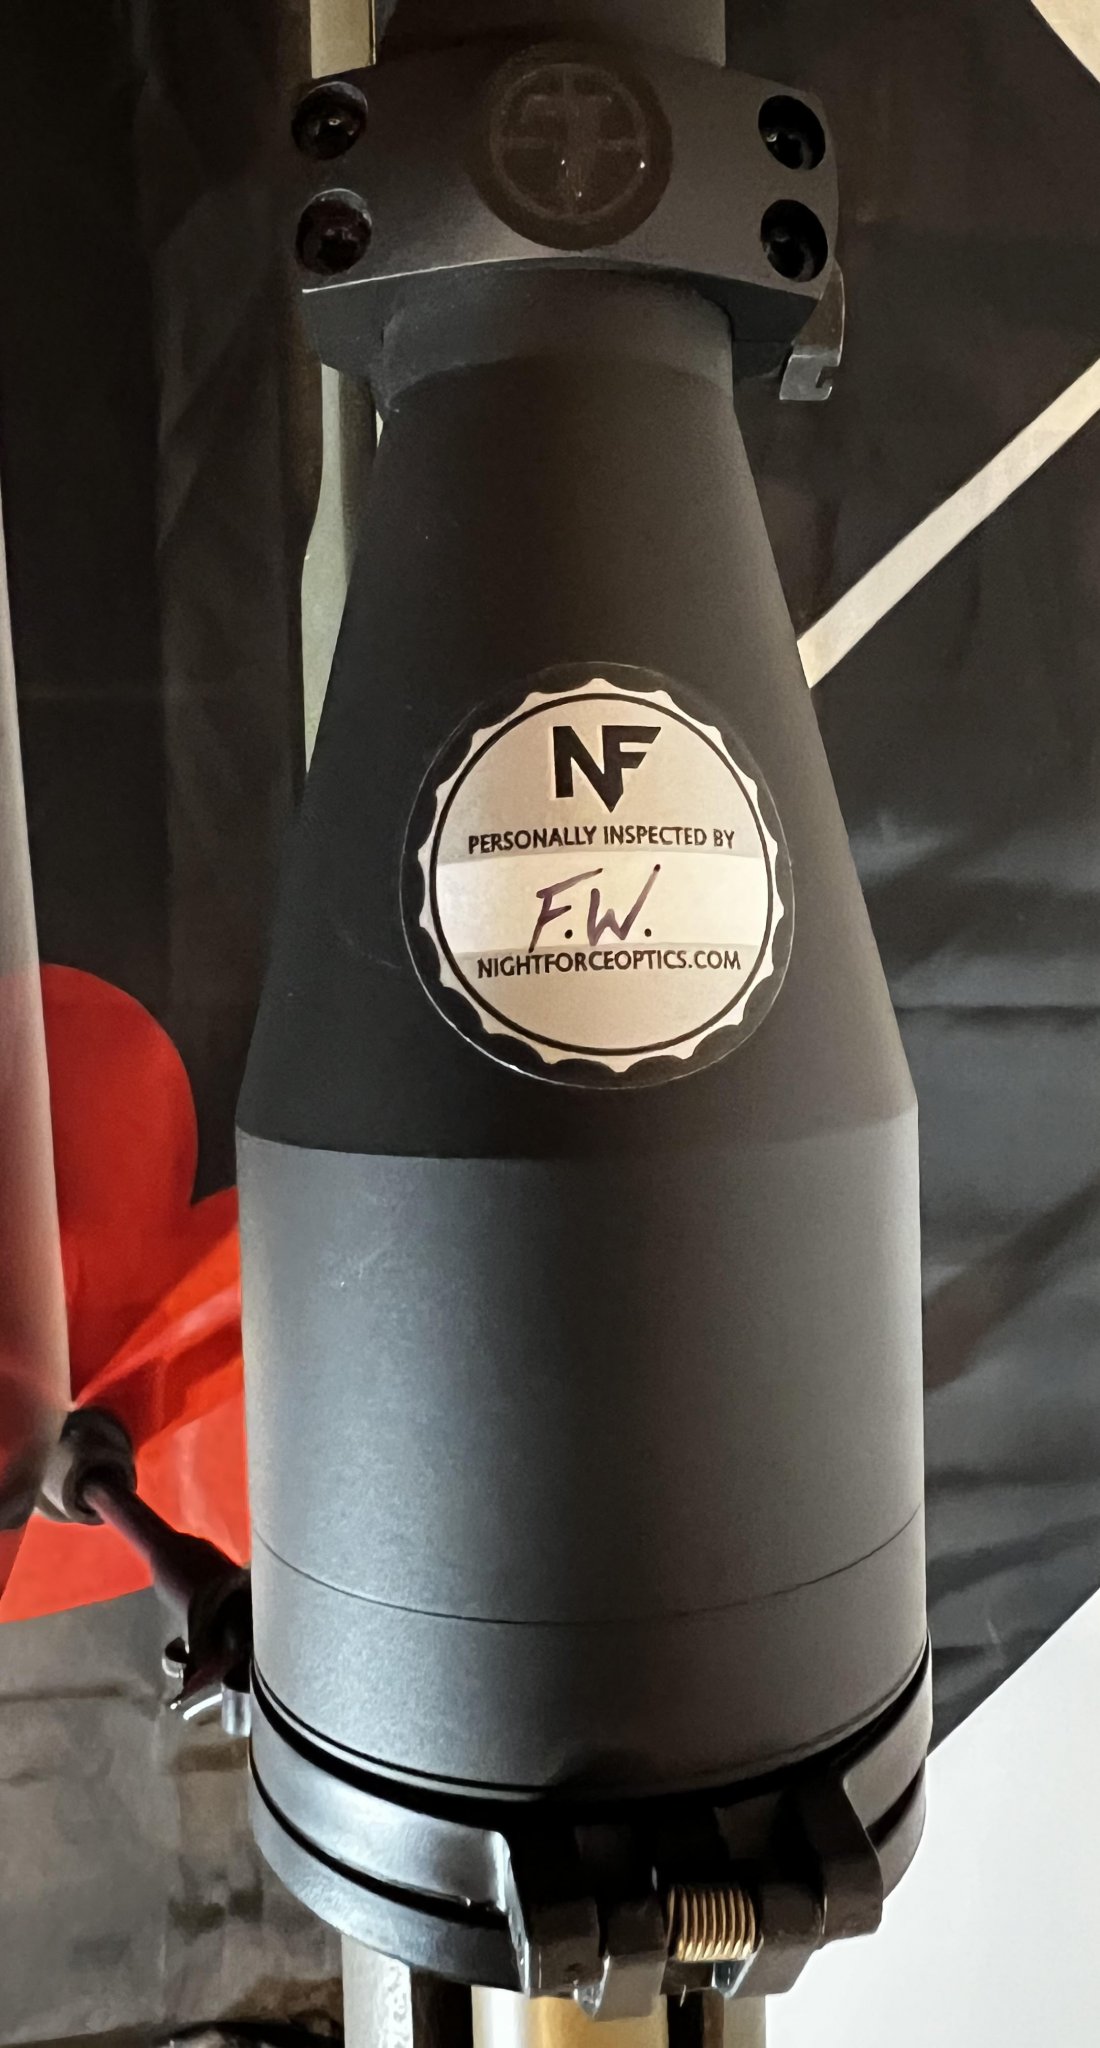 NF
PERSONALLY INSPECTED BY
F.W.
NIGHTFORCEOPTICS.COM